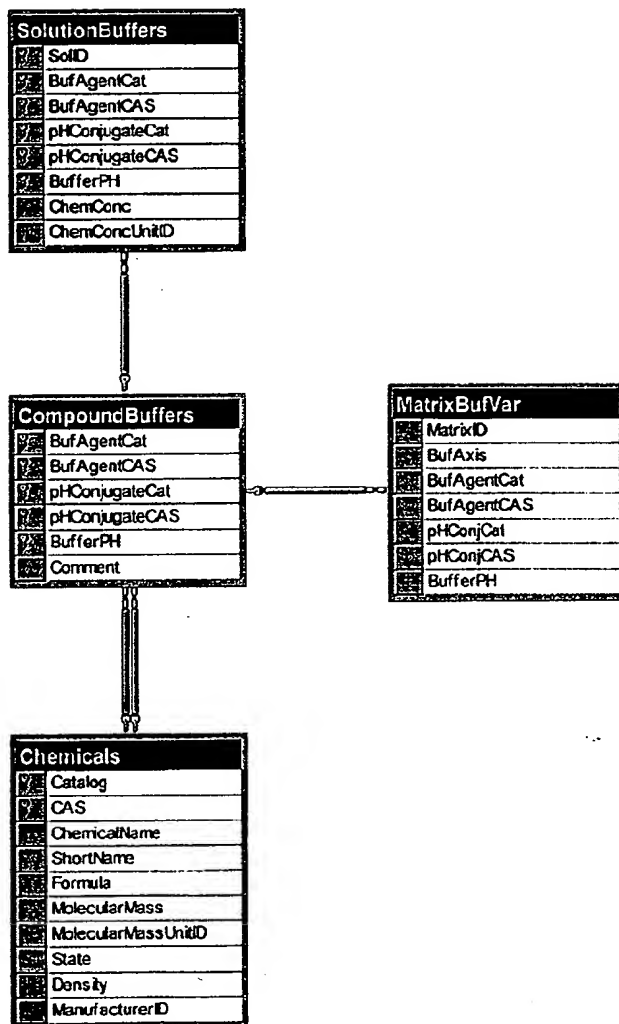 SolutionBuffers
SolID
BufAgentCat
BufAgentCAS
pHConjugateCat
pHConjugateCAS
BufferPH
ChemConc
ChemConcUnitID
CompoundBuffers
BufAgentCat
BufAgentCAS
pHConjugateCat
pHConjugateCAS
BufferPH
Comment
MatrixBufVar
MatrixID
BufAxis
BufAgentCat
BufAgentCAS
pHConjCat
pHConjCAS
BufferPH
Chemicals
Catalog
CAS
ChemicalName
ShortName
Formula
MolecularMass
MolecularMassUnitID
State
Density
ManufacturerID